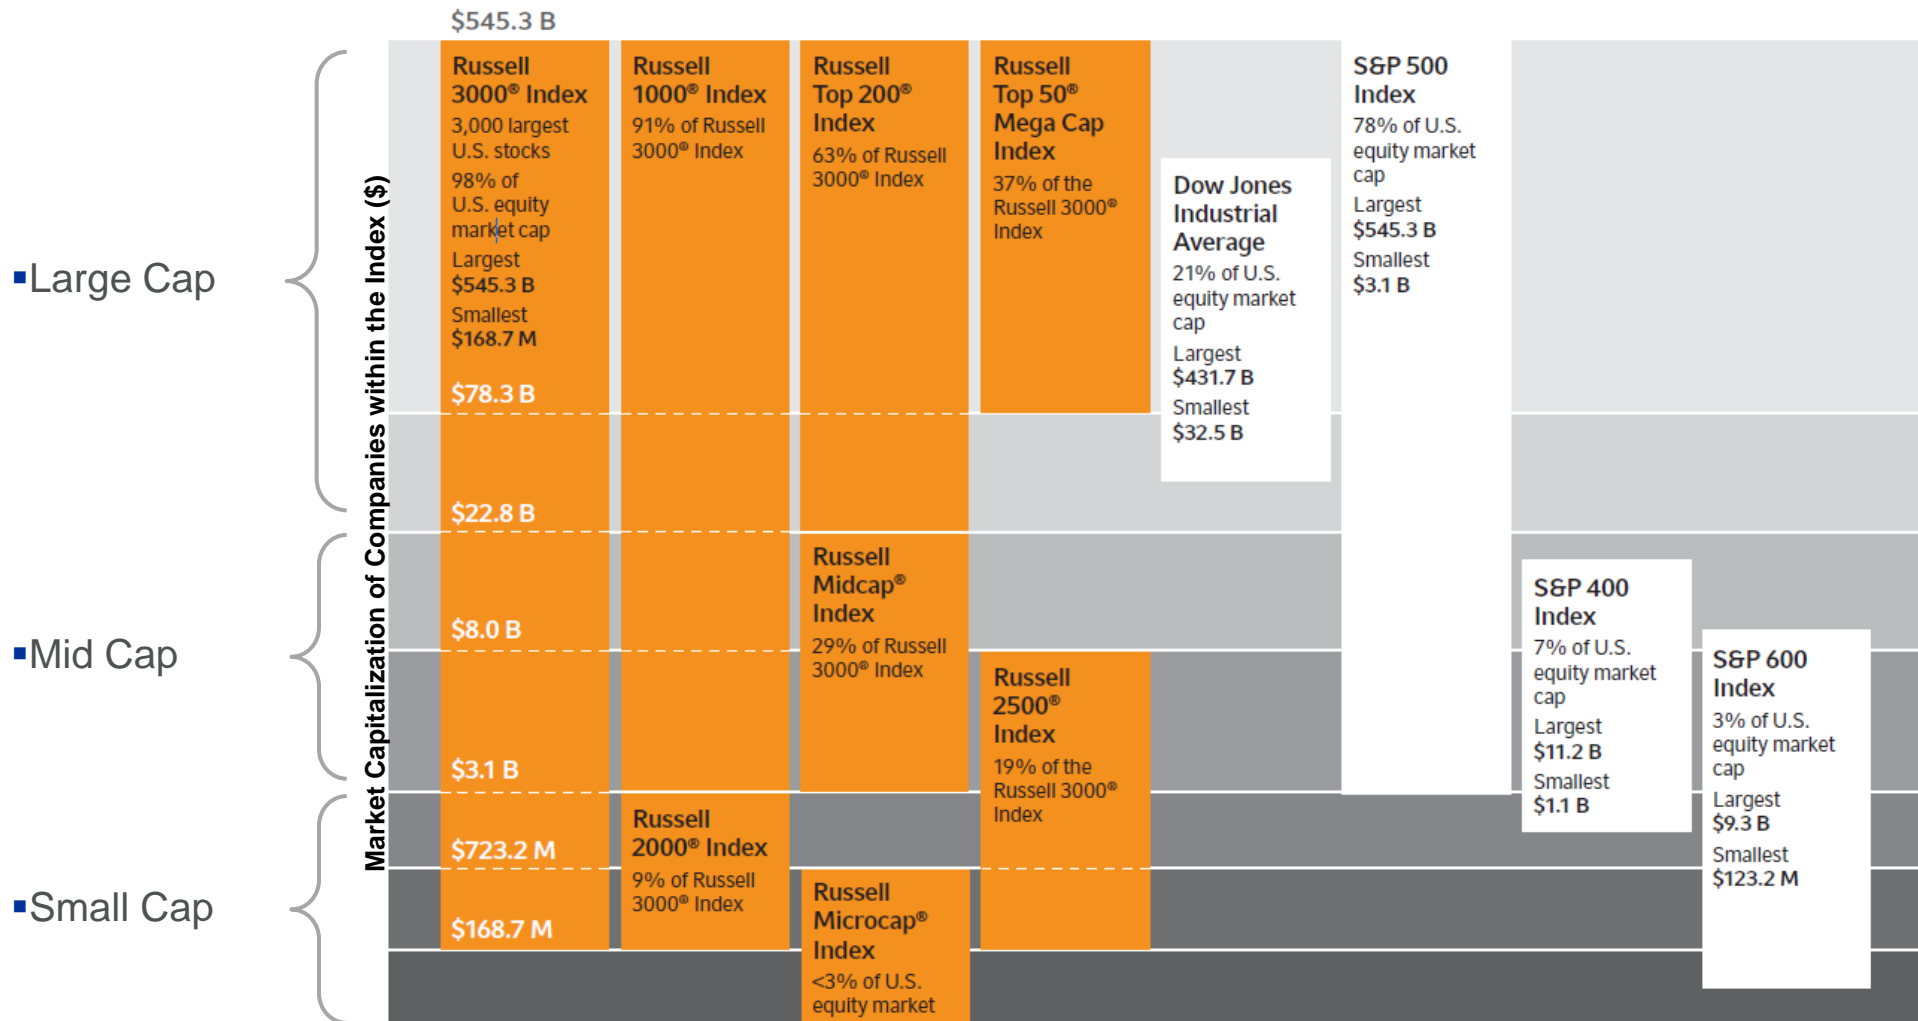 $545.3 B
▪Large Cap
▪Mid Cap
▪Small Cap
Market Capitalization of Companies within the Index ($)
Russell
3000® Index
3,000 largest
U.S. stocks
98% of
U.S. equity
market cap
Largest
$545.3 B
Smallest
$168.7 M
$78.3 B
$22.8 B
$8.0 B
$3.1 B
$723.2 M
$168.7 M
Russell
1000® Index
91% of Russell
3000® Index
Russell
2000® Index
9% of Russell
3000® Index
Russell
Top 200®
Index
63% of Russell
3000® Index
Russell
Midcap®
Index
29% of Russell
3000® Index
Russell
Microcap®
Index
<3% of U.S.
equity market
Russell
Top 50®
Mega Cap
Index
37% of the
Russell 3000®
Index
Russell
2500®
Index
19% of the
Russell 3000®
Index
Dow Jones
Industrial
Average
21% of U.S.
equity market
cap
Largest
$431.7 B
Smallest
$32.5 B
S&P 500
Index
78% of U.S.
equity market
cap
Largest
$545.3 B
Smallest
$3.1 B
S&P 400
Index
7% of U.S.
equity market
cap
Largest
$11.2 B
Smallest
$1.1 B
S&P 600
Index
3% of U.S.
equity market
cap
Largest
$9.3 B
Smallest
$123.2 M